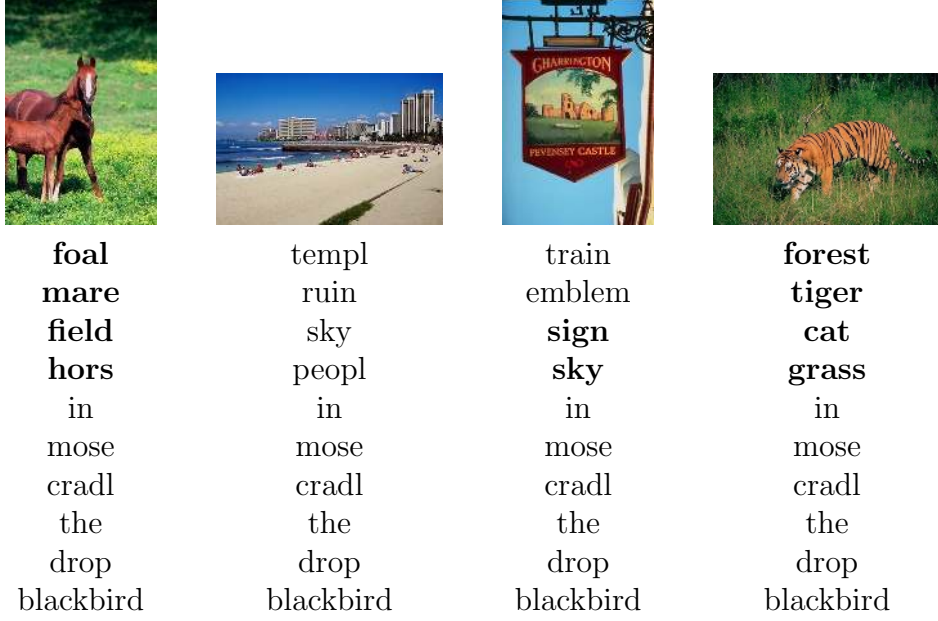 CHARRINGTON
PEVENSEY CASTLE
foal templ train forest
mare ruin emblem tiger
field sky sign cat
hors peopl sky grass
in in in in
mose mose mose mose
cradl cradl cradl cradl
the the the the
drop drop drop drop
blackbird blackbird blackbird blackbird